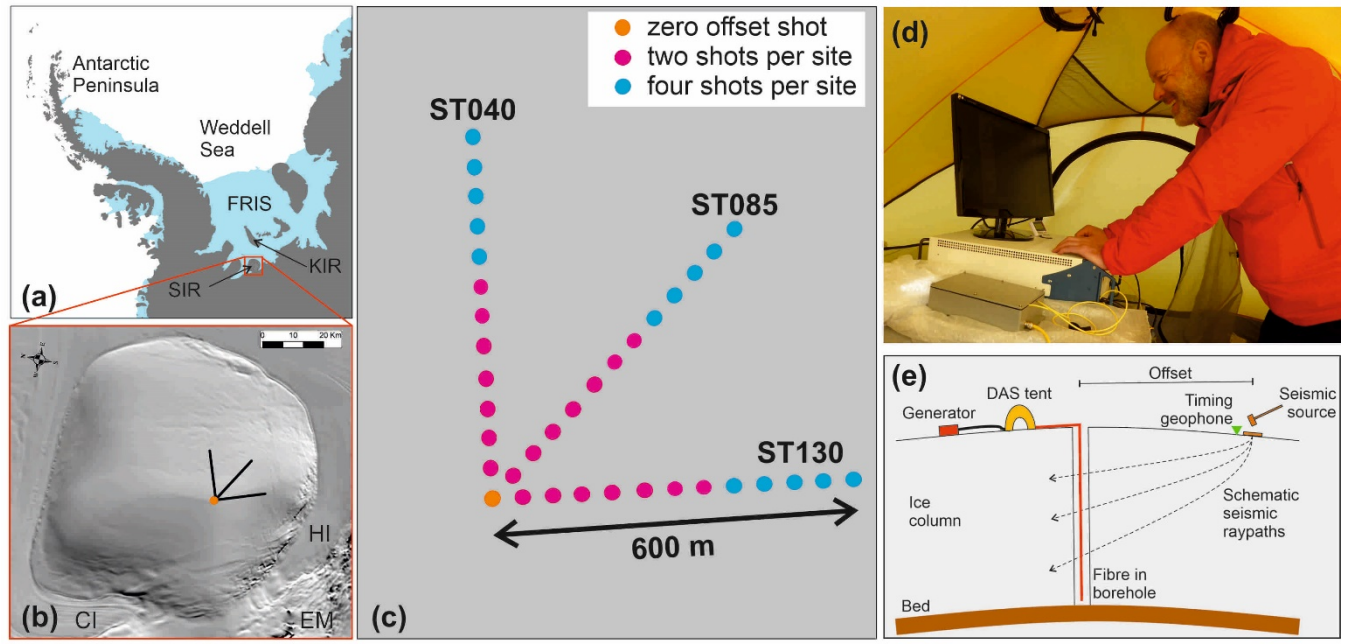 (a)
Antarctic
Peninsula
Weddell
Sea
FRIS
KIR
SIR
(b)
0 10 20 Km
HI
CI
EM
(c)
zero offset shot
two shots per site
four shots per site
ST040
ST085
ST130
600 m
(d)
(e)
Offset
DAS tent
Generator
Timing
geophone
Seismic
source
Ice
column
Schematic
seismic
raypaths
Fibre in
borehole
Bed